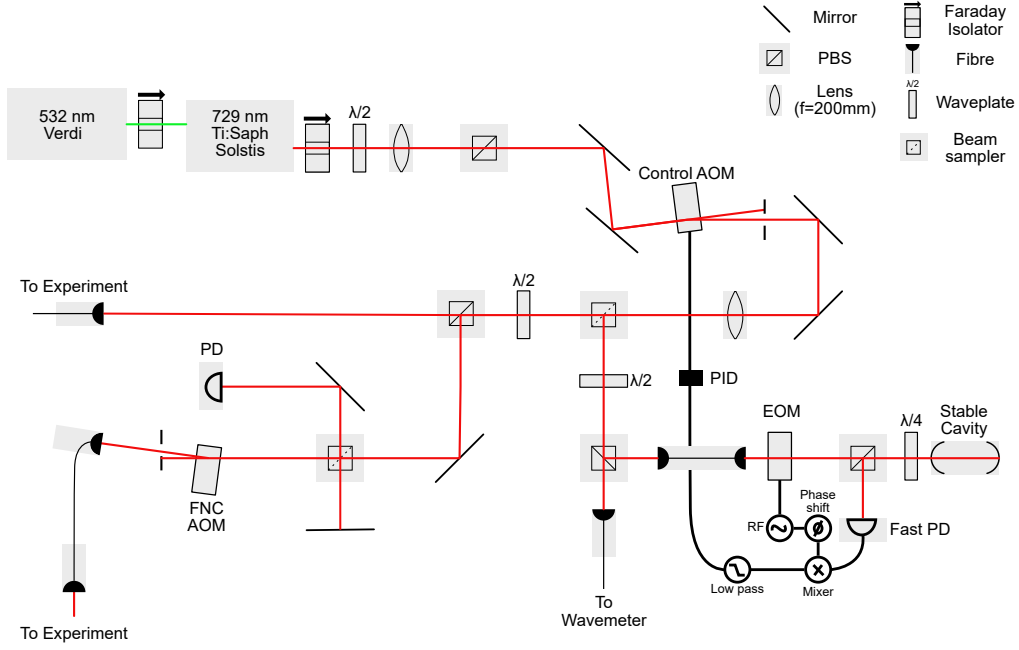 Mirror
Faraday
Isolator
PBS
Fibre
Lens
(f=200mm)
λ/2
Waveplate
Beam
sampler
532 nm
Verdi
729 nm
Ti:Saph
Solstis
λ/2
Control AOM
To Experiment
λ/2
PD
λ/2
PID
EOM
λ/4
Stable
Cavity
FNC
AOM
Phase
shift
RF
Fast PD
Low pass
Mixer
To
Wavemeter
To Experiment